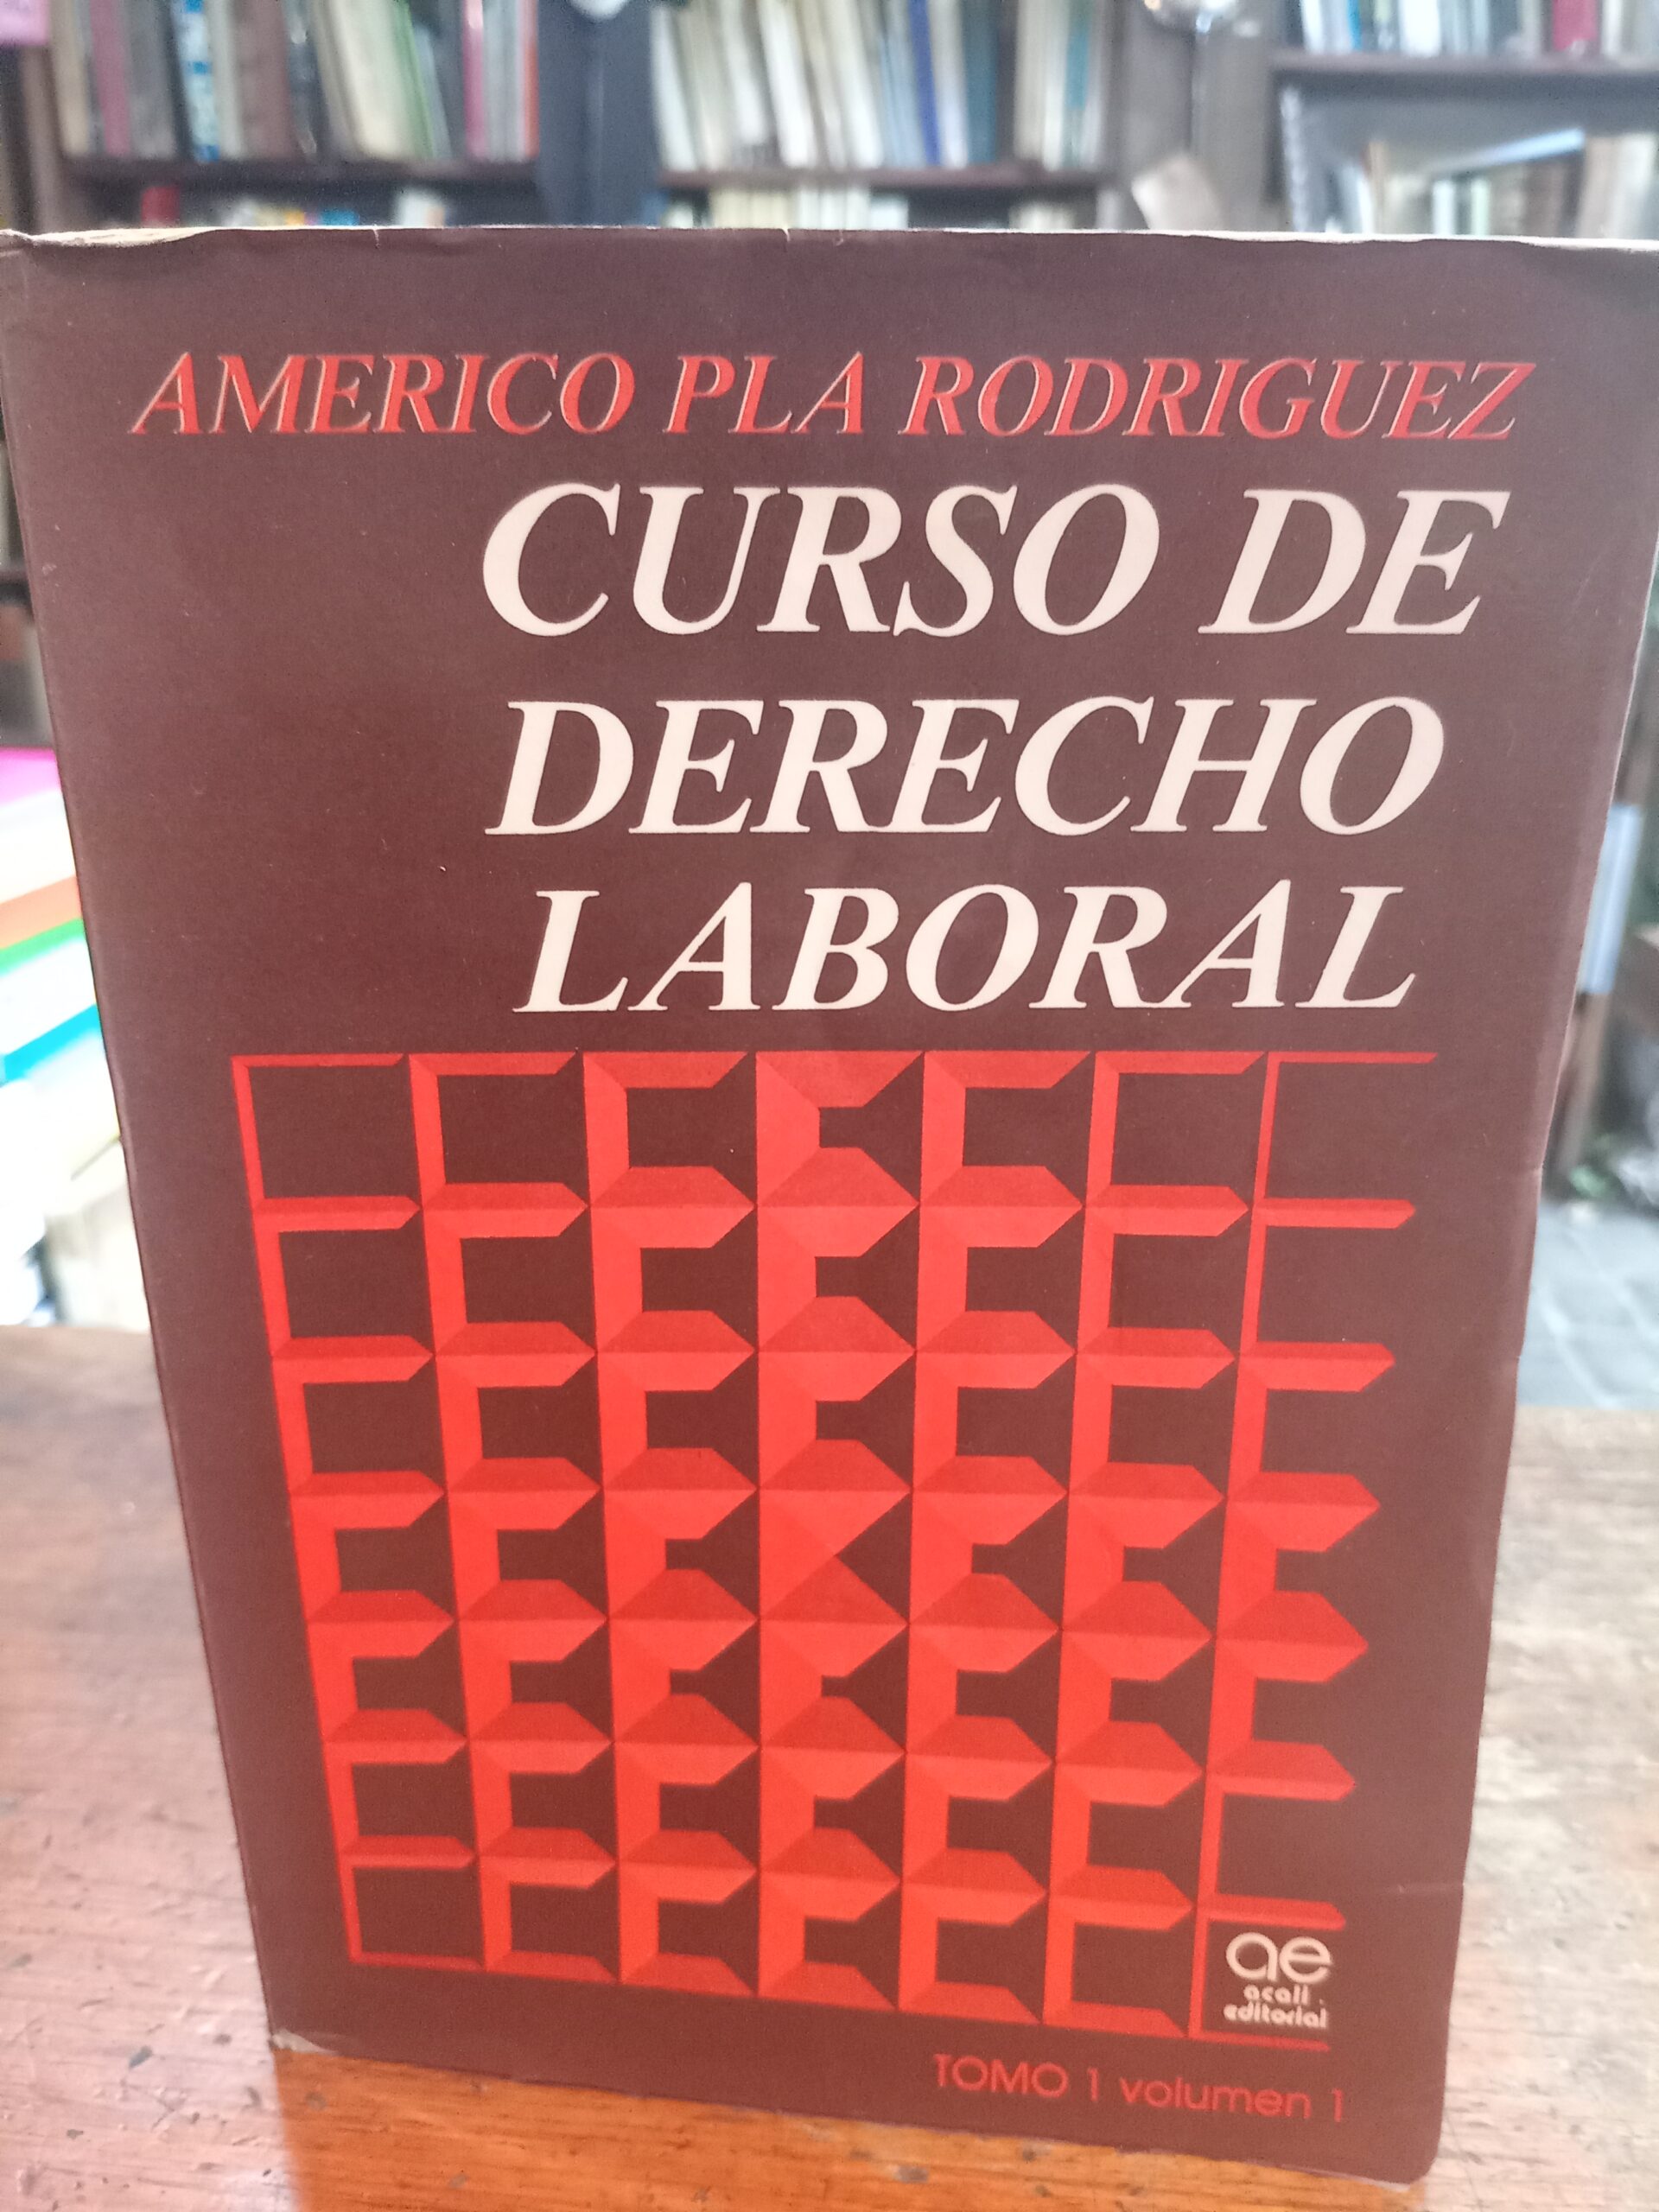 AMERICO PLA RODRIGUEZ
CURSO DE
DERECHO
LABORAL
ae
acali
editorial
TOMO 1 volumen 1